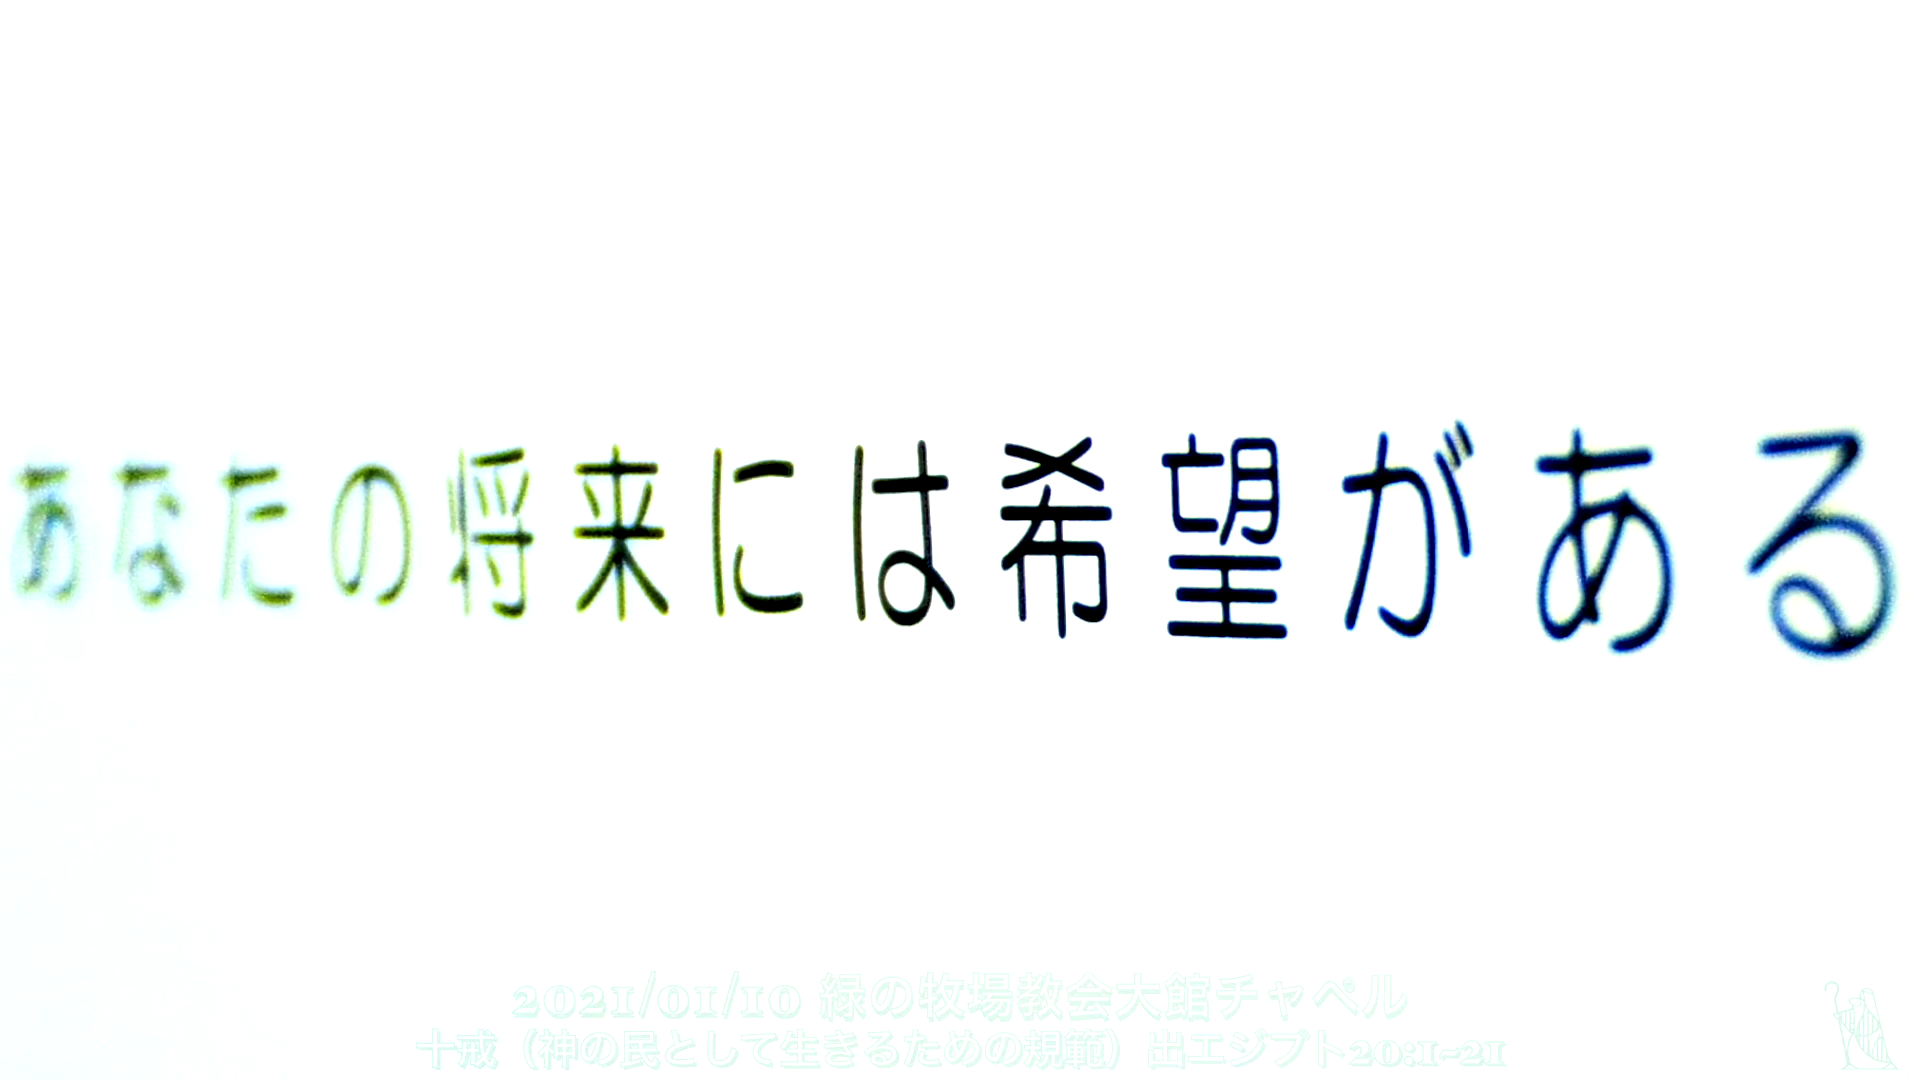 あなたの将来には希望がある
2021/01/10 緑の牧場教会大館チャペル
十戒（神の民として生きるための規範）出エジプト20:1-21